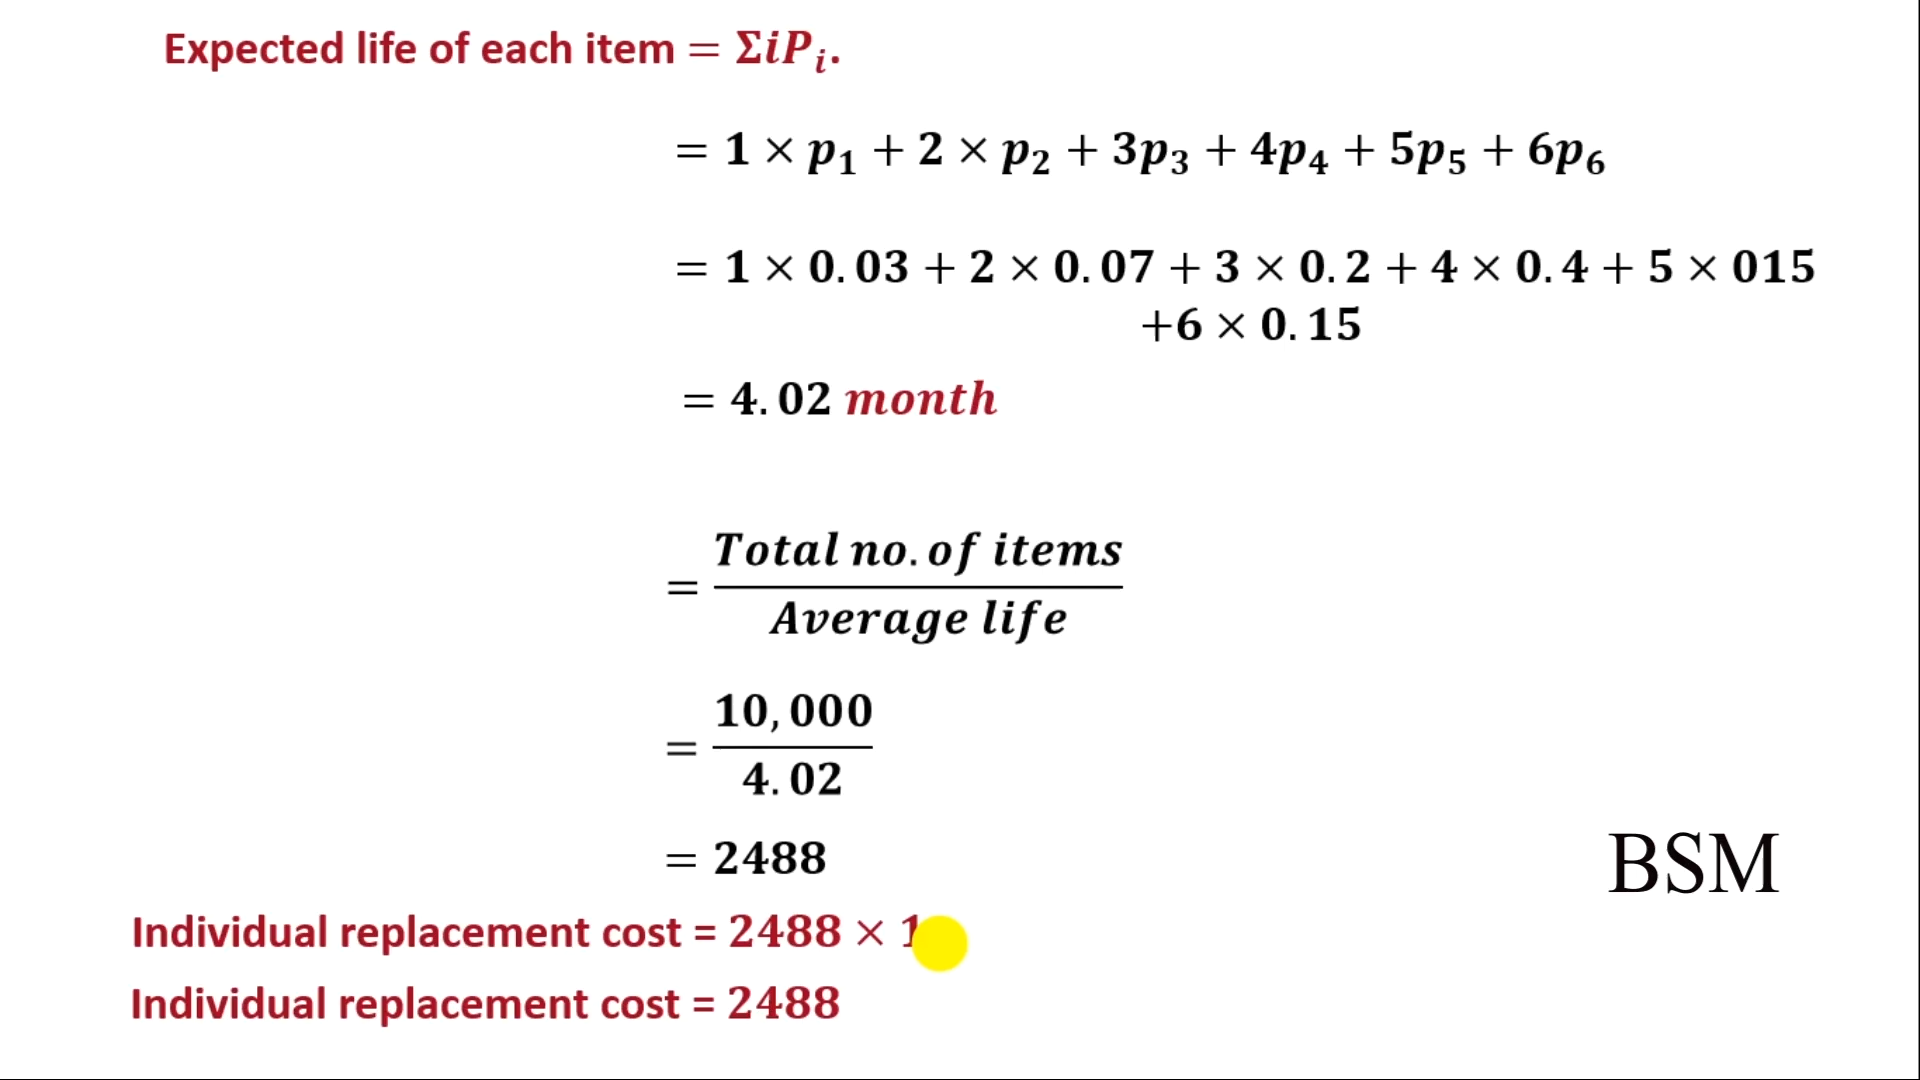 Expected life of each item = ΣiPᵢ.
= 1 × p₁ + 2 × p₂ + 3p₃ + 4p₄ + 5p₅ + 6p₆
= 1 × 0.03 + 2 × 0.07 + 3 × 0.2 + 4 × 0.4 + 5 × 015
+6 × 0.15
= 4.02 month
= Total no. of items
Average life
= 10,000
4.02
= 2488
BSM
Individual replacement cost = 2488 × 1
Individual replacement cost = 2488